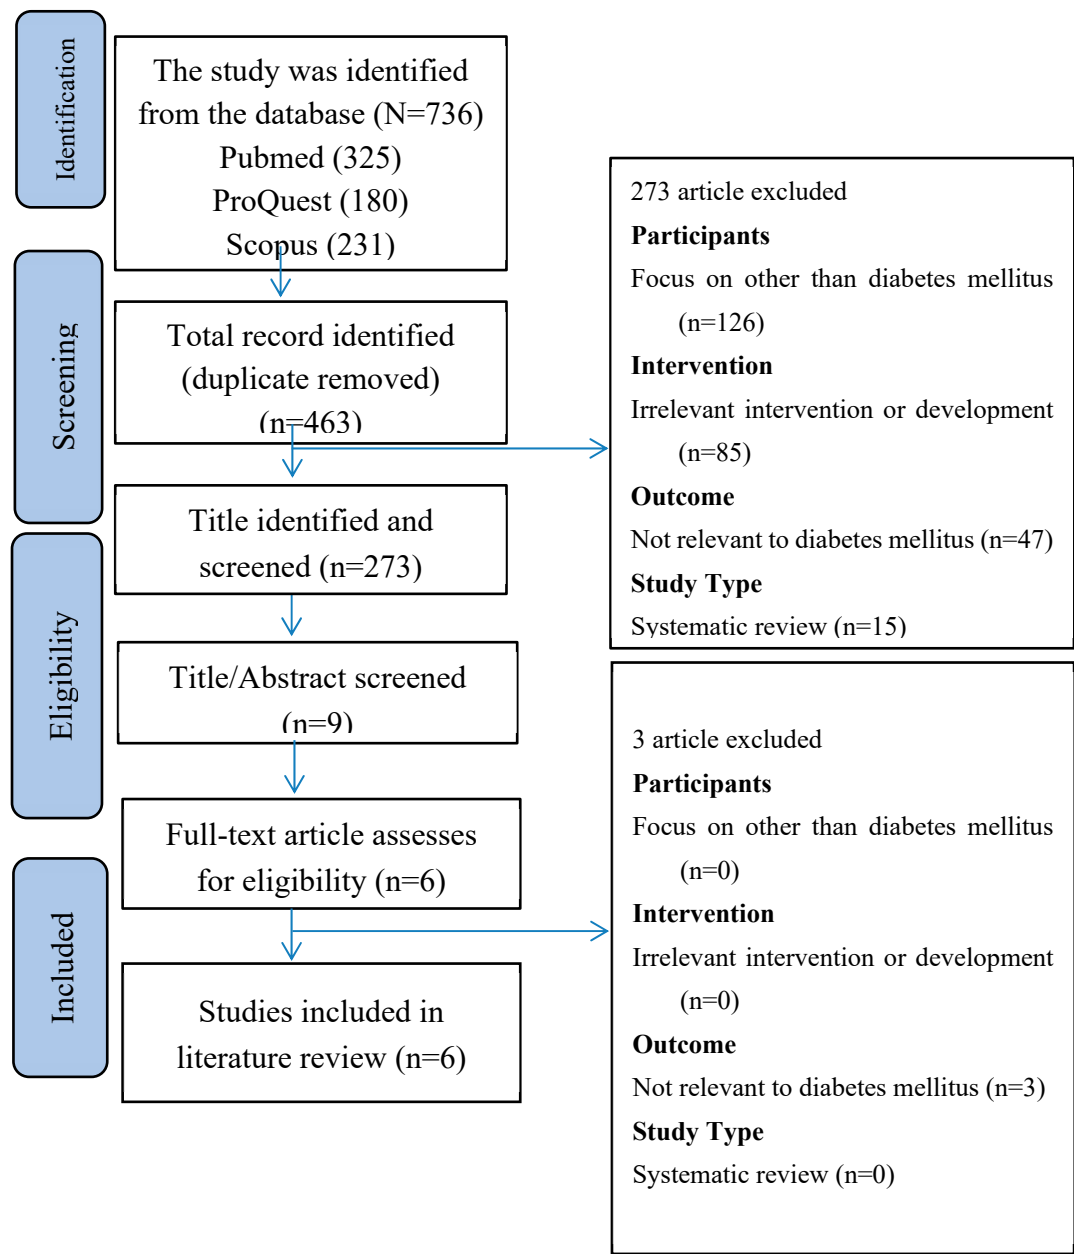 Identification
The study was identified
from the database (N=736)
Pubmed (325)
ProQuest (180)
Scopus (231)
Screening
Total record identified
(duplicate removed)
(n=463)
273 article excluded
Participants
Focus on other than diabetes mellitus
(n=126)
Intervention
Irrelevant intervention or development
(n=85)
Outcome
Not relevant to diabetes mellitus (n=47)
Study Type
Systematic review (n=15)
Title identified and
screened (n=273)
Eligibility
Title/Abstract screened
(n=9)
Full-text article assesses
for eligibility (n=6)
3 article excluded
Participants
Focus on other than diabetes mellitus
(n=0)
Intervention
Irrelevant intervention or development
(n=0)
Outcome
Not relevant to diabetes mellitus (n=3)
Study Type
Systematic review (n=0)
Included
Studies included in
literature review (n=6)